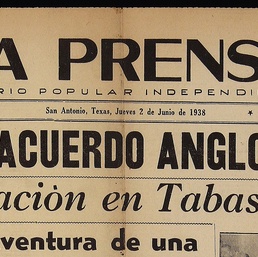 A PRENS
RIO POPULAR INDEPENDI
San Antonio, Texas, Jueves 2 de Junio de 1938 *
ACUERDO ANGLO
ación en Tabas
ventura de una